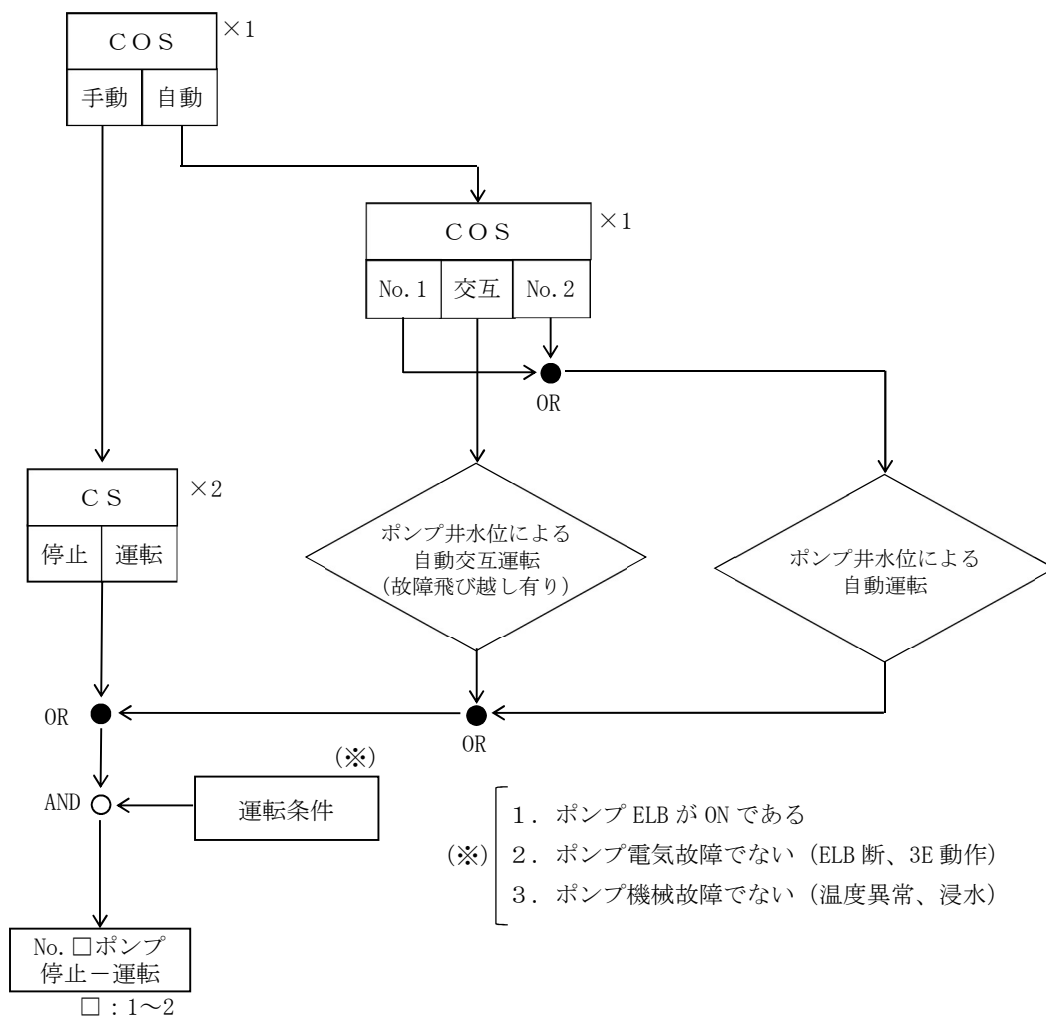 ＣＯＳ
×1
手動
自動
ＣＯＳ
×1
No.1
交互
No.2
OR
ＣＳ
×2
停止
運転
ポンプ井水位による
自動交互運転
(故障飛び越し有り)
ポンプ井水位による
自動運転
OR
OR
(※)
AND
運転条件
(※)
1．ポンプ ELB が ON である
2．ポンプ電気故障でない（ELB 断、3E 動作）
3．ポンプ機械故障でない（温度異常、浸水）
No.□ポンプ
停止－運転
□：1～2